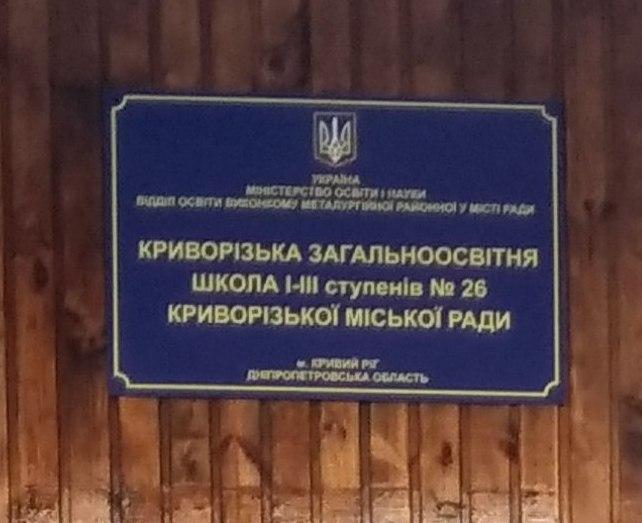 УКРАЇНА
МІНІСТЕРСТВО ОСВІТИ І НАУКИ
ВІДДІЛ ОСВІТИ ВИКОНКОМУ МЕТАЛУРГІЙНОЇ РАЙОННОЇ У МІСТІ РАДИ
КРИВОРІЗЬКА ЗАГАЛЬНООСВІТНЯ
ШКОЛА І-ІІІ ступенів № 26
КРИВОРІЗЬКОЇ МІСЬКОЇ РАДИ
м. КРИВИЙ РІГ
ДНІПРОПЕТРОВСЬКА ОБЛАСТЬ